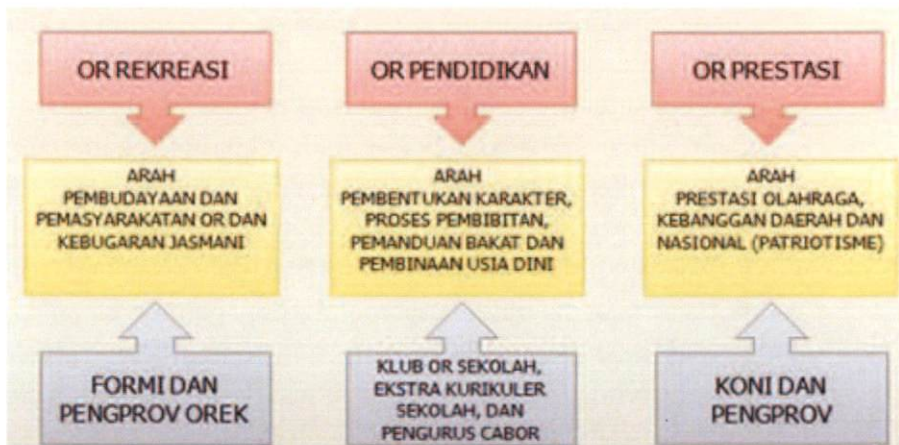 OR REKREASI
OR PENDIDIKAN
OR PRESTASI
ARAH
PEMBUDAYAAN DAN
PEMASYARAKATAN OR DAN
KEBUGARAN JASMANI
ARAH
PEMBENTUKAN KARAKTER,
PROSES PEMBIBITAN,
PEMANDUAN BAKAT DAN
PEMBINAAN USIA DINI
ARAH
PRESTASI OLAHRAGA,
KEBANGGAN DAERAH DAN
NASIONAL (PATRIOTISME)
FORMI DAN
PENGPROV OREK
KLUB OR SEKOLAH,
EKSTRA KURIKULER
SEKOLAH, DAN
PENGURUS CABOR
KONI DAN
PENGPROV